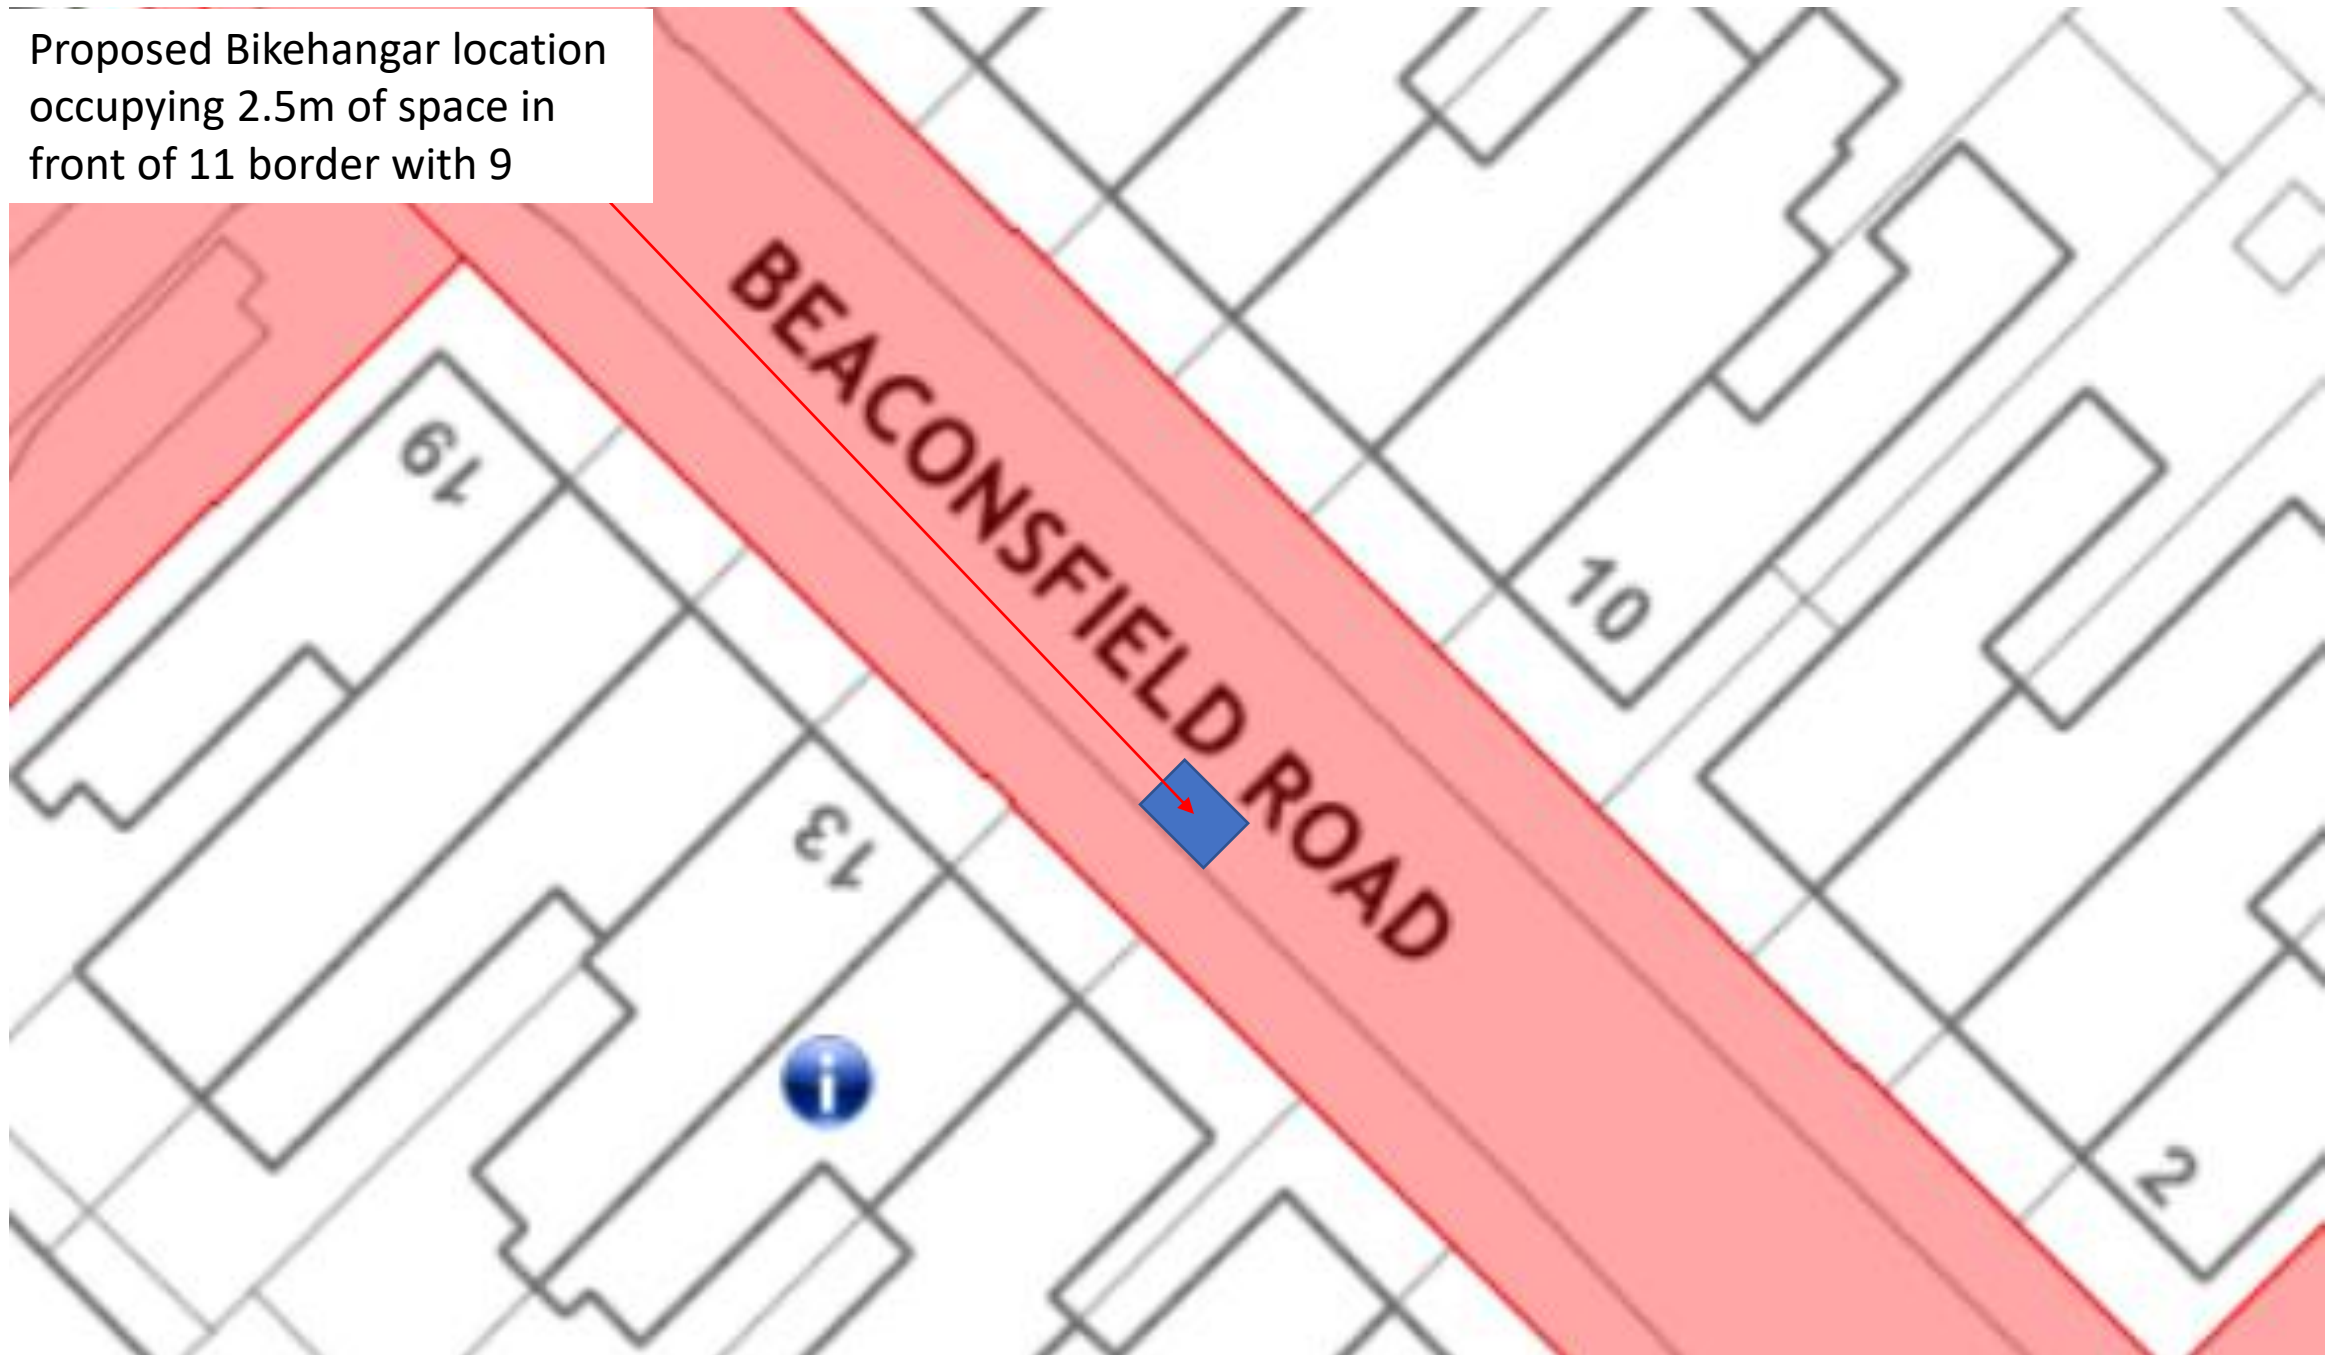 Proposed Bikehangar location
occupying 2.5m of space in
front of 11 border with 9
BEACONSFIELD ROAD
19
10
13
i
2